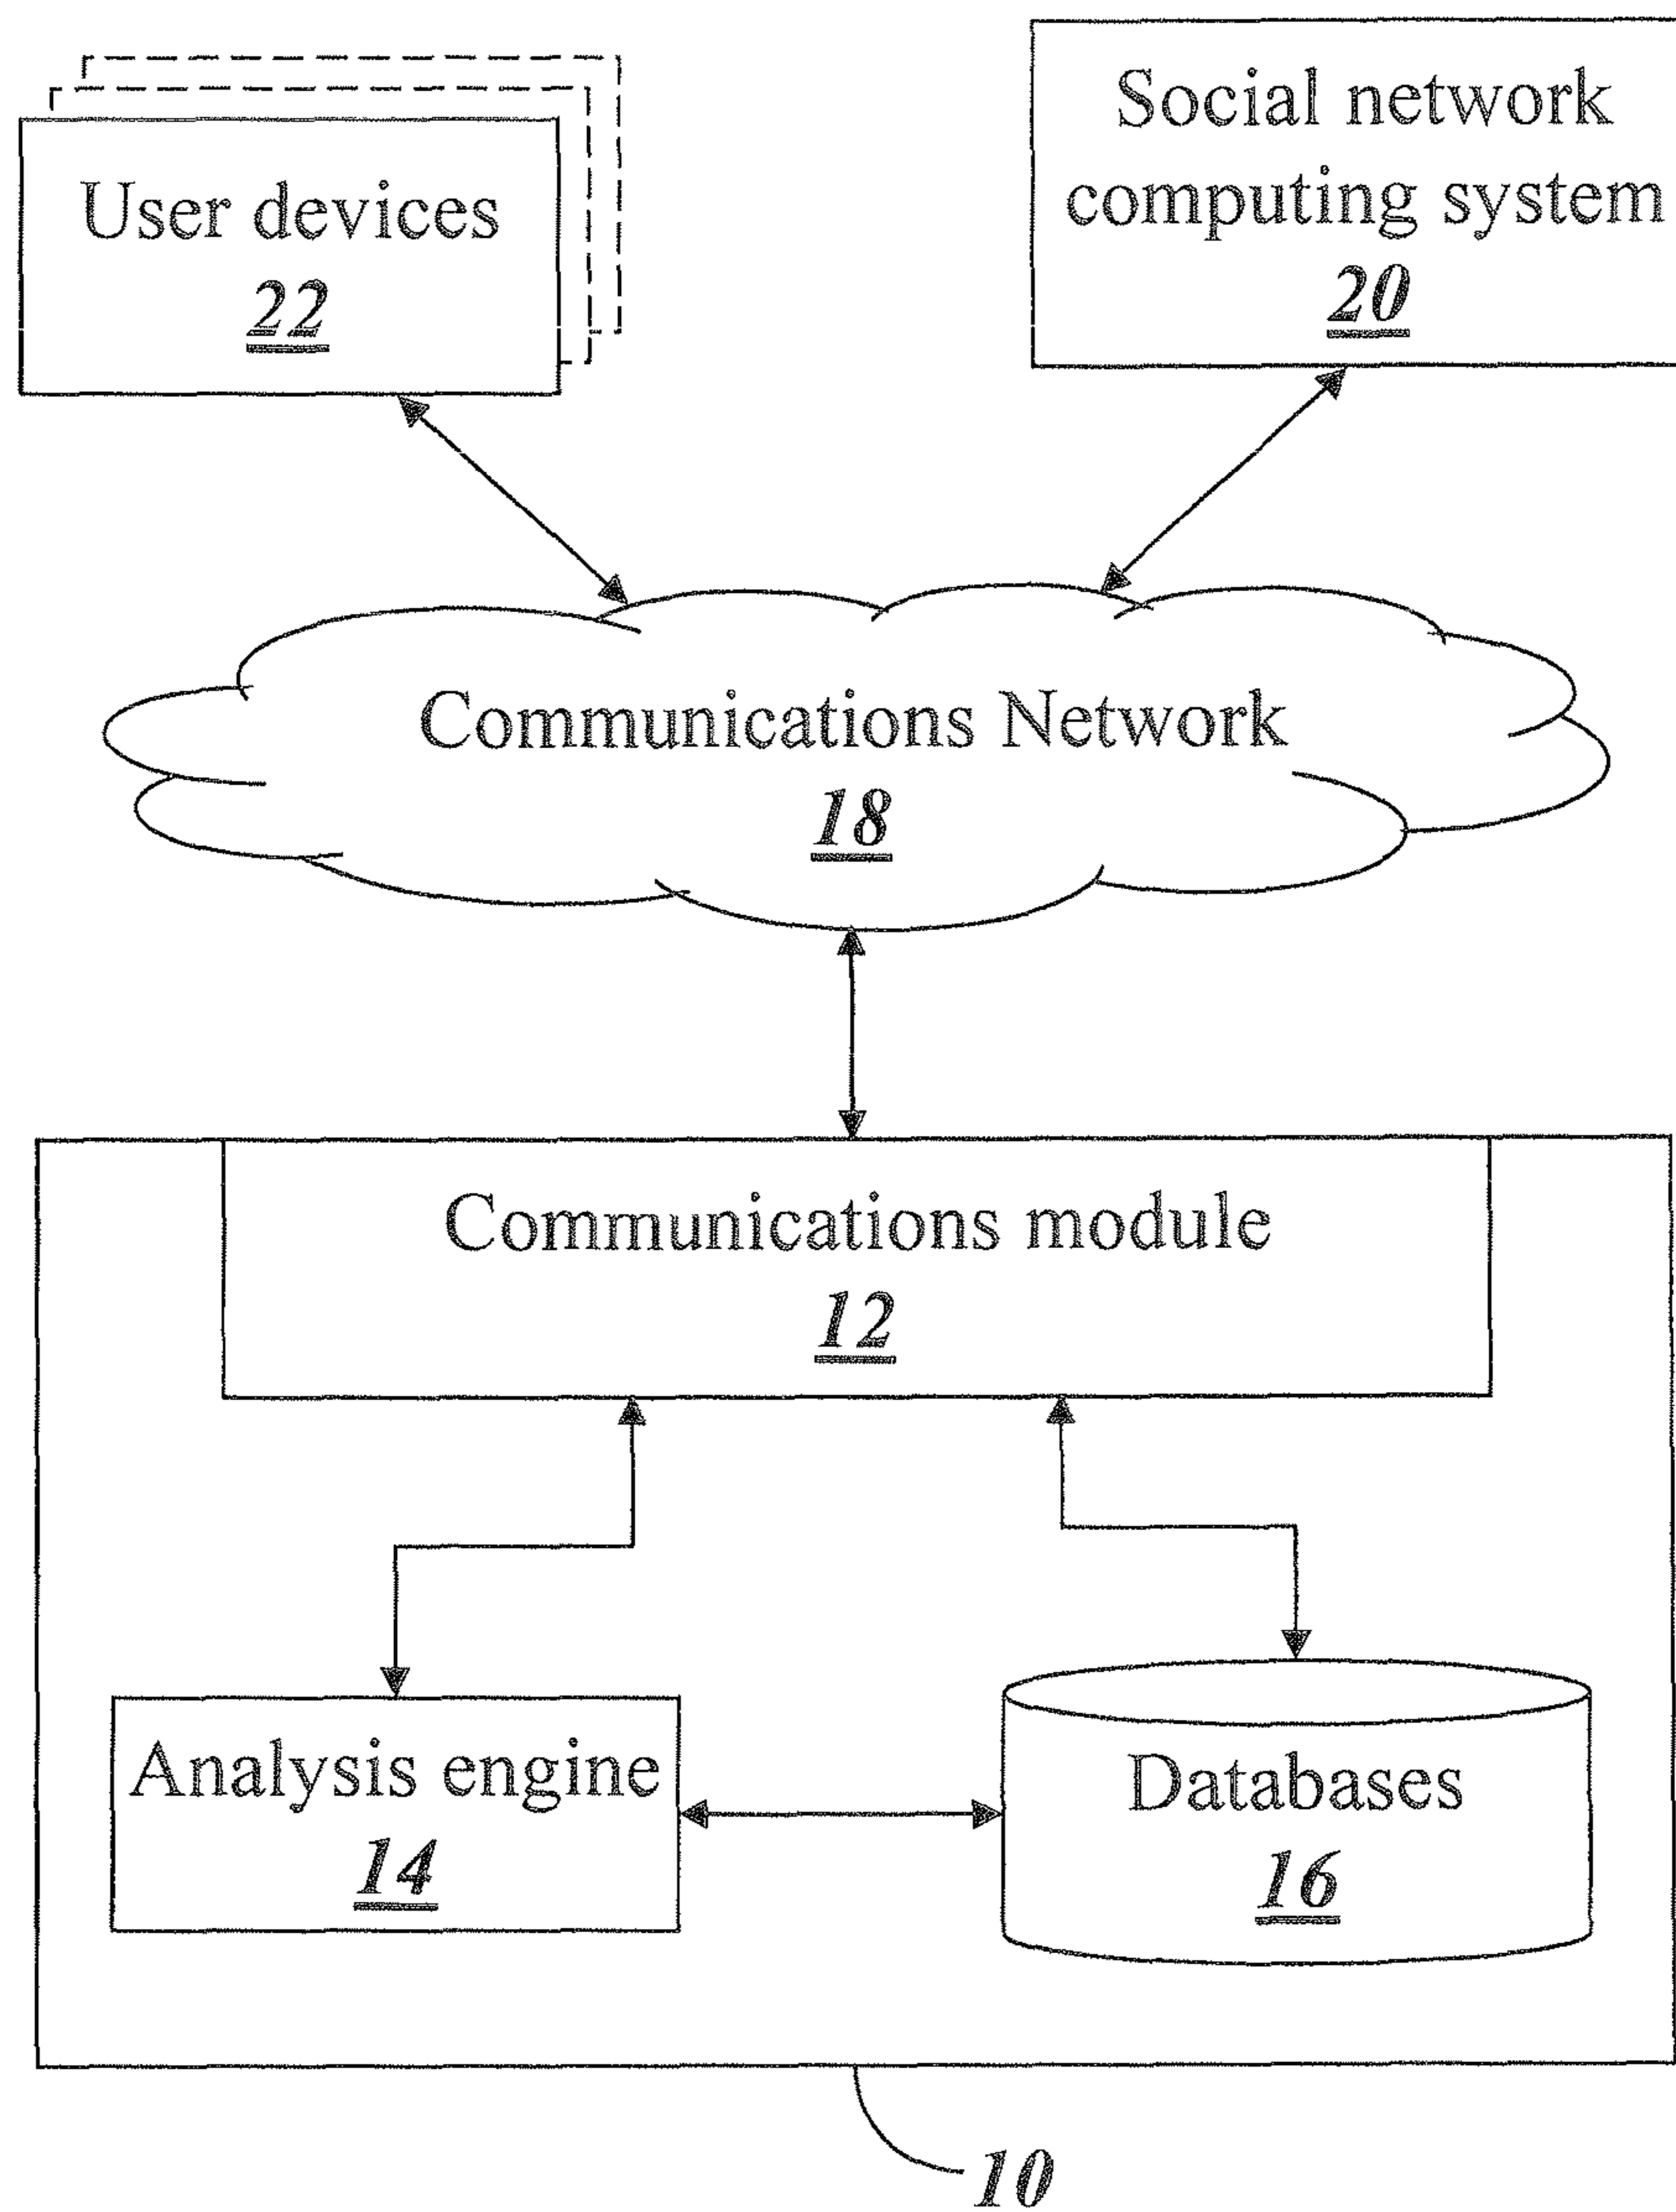 User devices
22
Social network
computing system
20
Communications Network
18
Communications module
12
Analysis engine
14
Databases
16
10